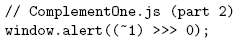 // ComplementOne.js (part 2)
window.alert((~1) >>> 0);